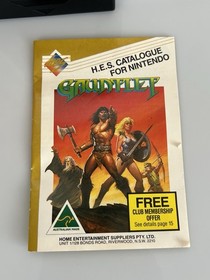 H.E.S. CATALOGUE
FOR NINTENDO
GAUNTLET
FREE
CLUB MEMBERSHIP
OFFER
See details page 15
AUSTRALIAN MADE
HOME ENTERTAINMENT SUPPLIERS PTY. LTD.
UNIT 1/108 BONDS ROAD, RIVERWOOD, N.S.W. 2210